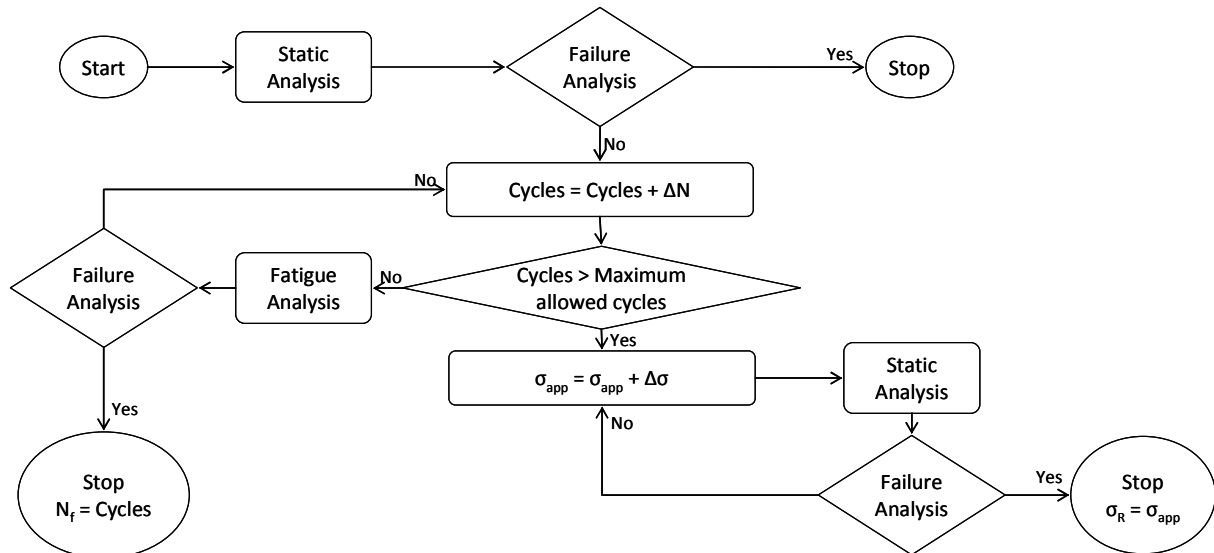 Start
Static
Analysis
Failure
Analysis
Yes
Stop
No
Cycles = Cycles + ΔN
No
Failure
Analysis
Fatigue
Analysis
No
Cycles > Maximum
allowed cycles
Yes
σapp = σapp + Δσ
Static
Analysis
Yes
No
Stop
Nf = Cycles
Failure
Analysis
Yes
Stop
σR = σapp